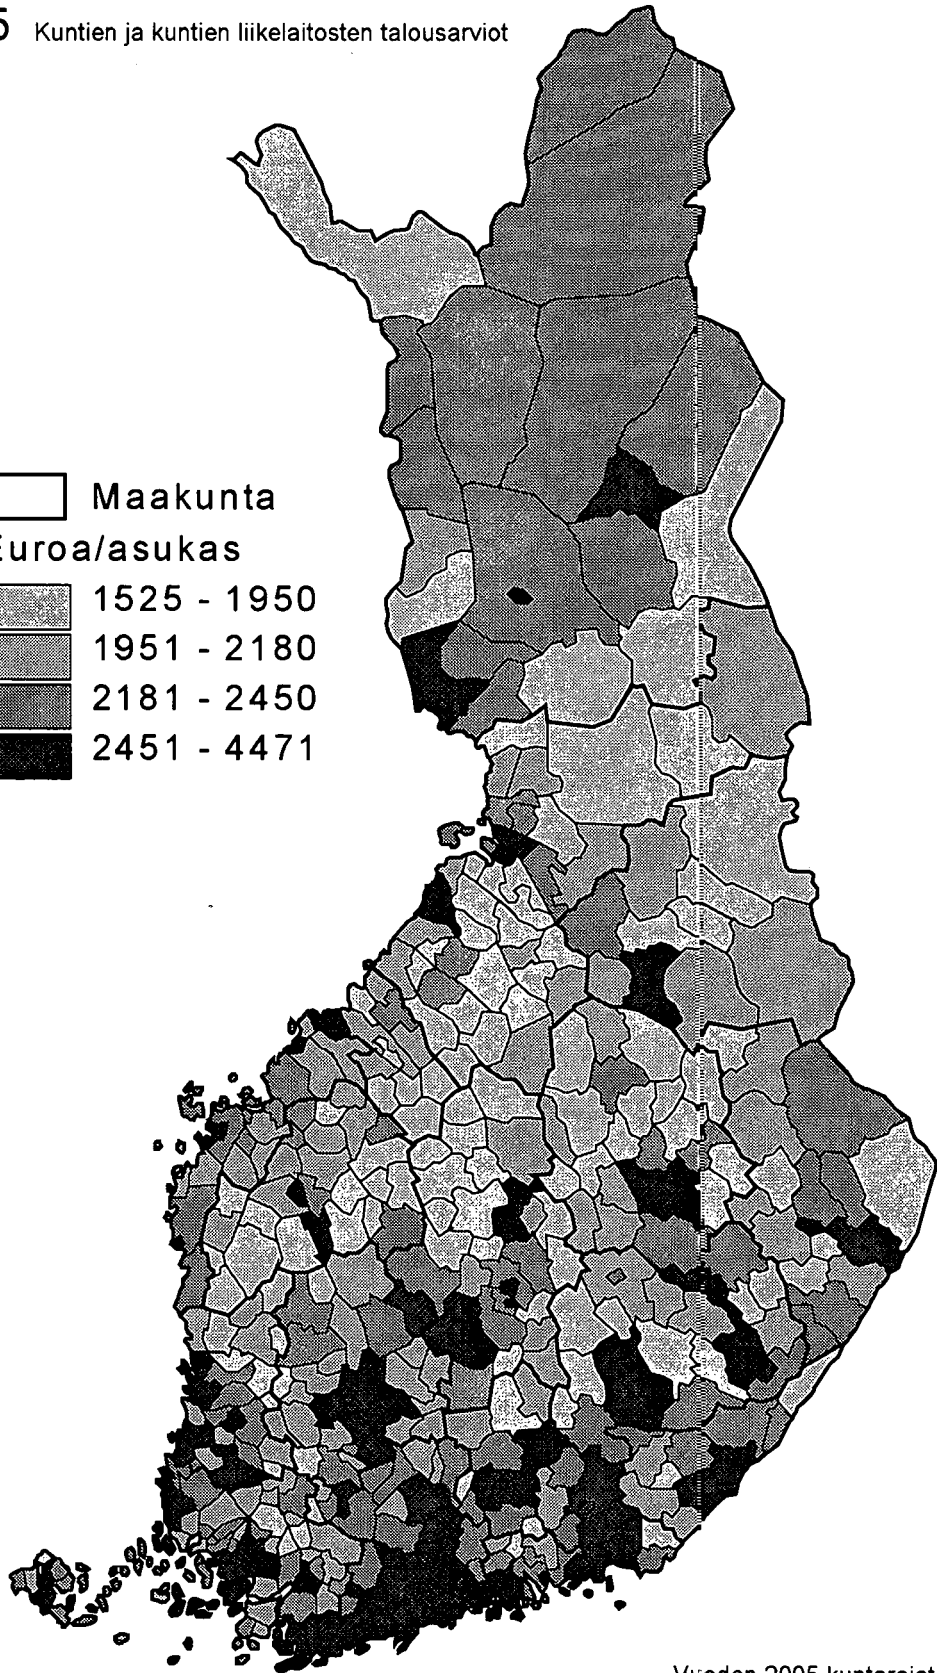 5 Kuntien ja kuntien liikelaitosten talousarviot
Maakunta
Euroa/asukas
1525 - 1950
1951 - 2180
2181 - 2450
2451 - 4471
Vuoden 2005 kuntarajat